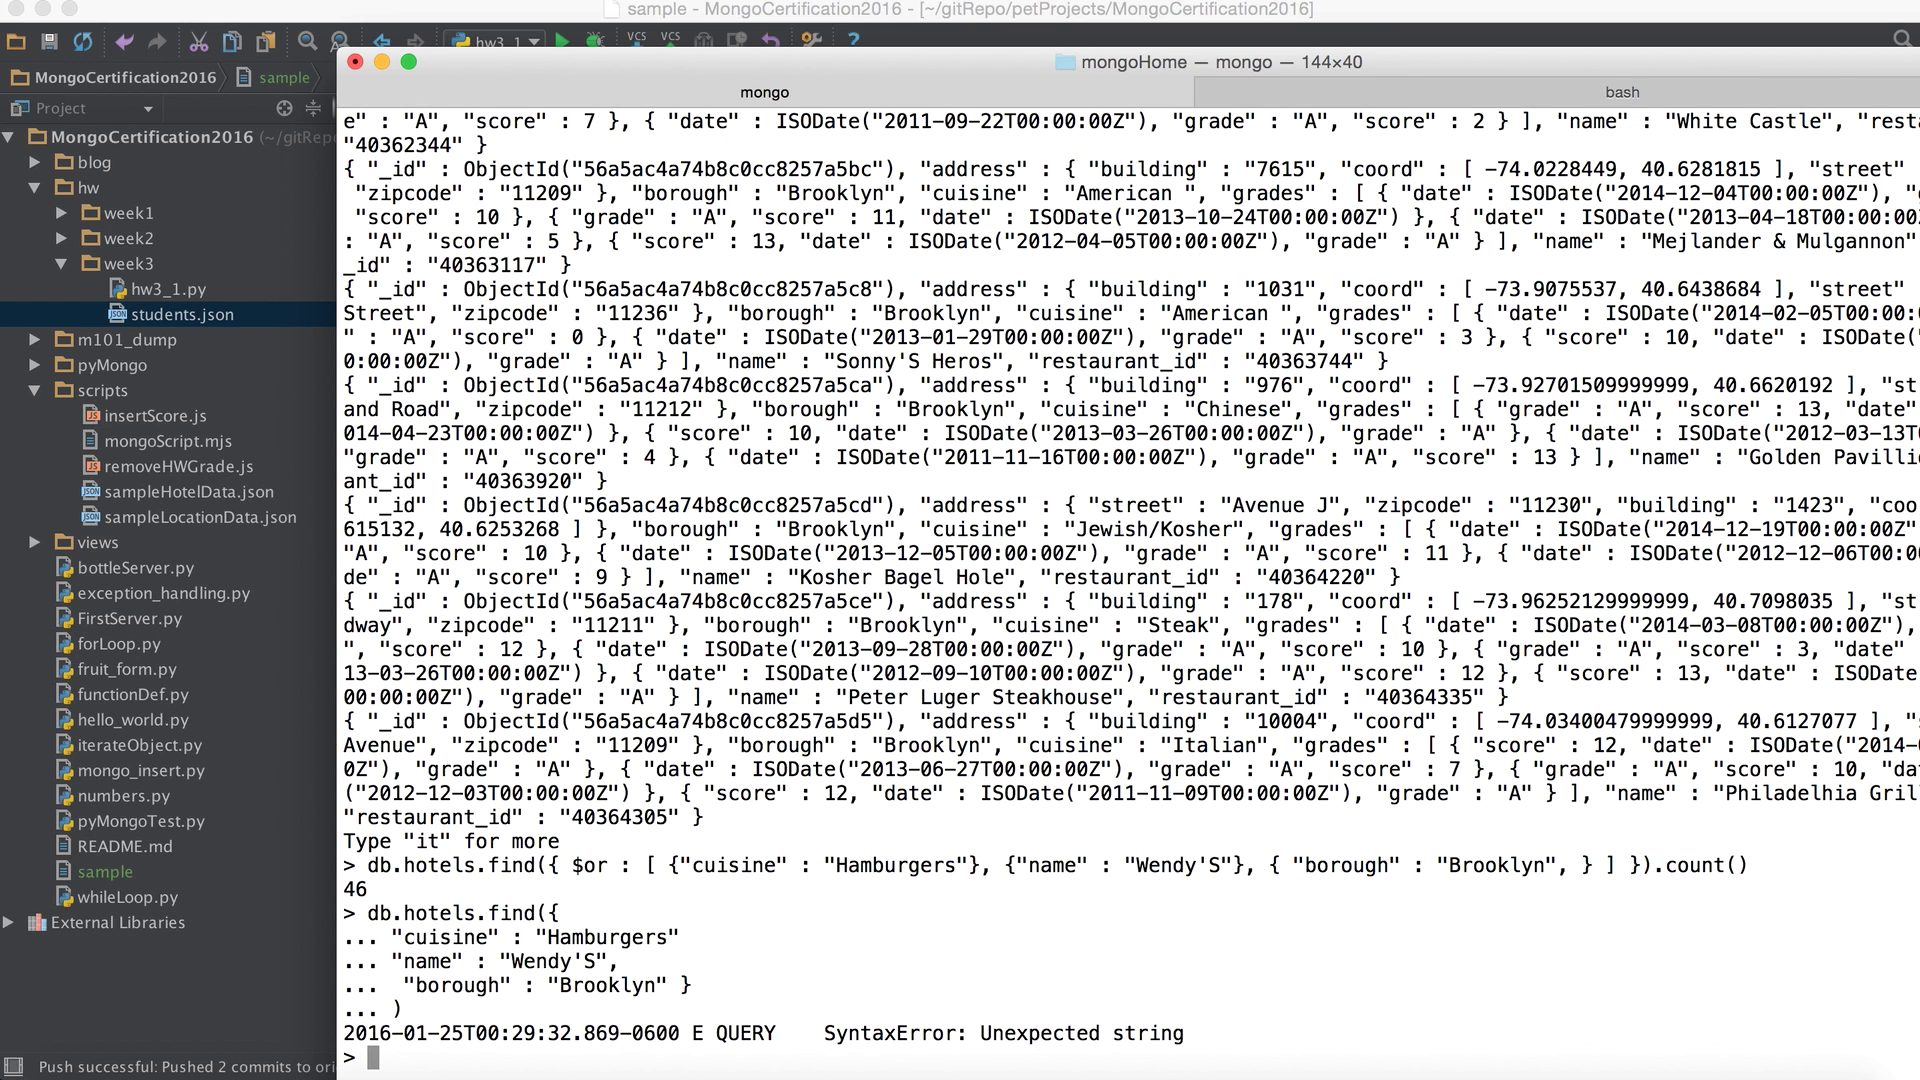 sample - MongoCertification2016 - [~/gitRepo/petProjects/MongoCertification2016]
hw3_1
VCS
VCS
?
MongoCertification2016
sample
Project
MongoCertification2016 (~/gitRepo
blog
hw
week1
week2
week3
hw3_1.py
students.json
m101_dump
pyMongo
scripts
insertScore.js
mongoScript.mjs
removeHWGrade.js
sampleHotelData.json
sampleLocationData.json
views
bottleServer.py
exception_handling.py
FirstServer.py
forLoop.py
fruit_form.py
functionDef.py
hello_world.py
iterateObject.py
mongo_insert.py
numbers.py
pyMongoTest.py
README.md
sample
whileLoop.py
External Libraries
Push successful: Pushed 2 commits to ori
mongoHome — mongo — 144×40
mongo
bash
e" : "A", "score" : 7 }, { "date" : ISODate("2011-09-22T00:00:00Z"), "grade" : "A", "score" : 2 } ], "name" : "White Castle", "resta
"40362344" }
{ "_id" : ObjectId("56a5ac4a74b8c0cc8257a5bc"), "address" : { "building" : "7615", "coord" : [ -74.0228449, 40.6281815 ], "street"
"zipcode" : "11209" }, "borough" : "Brooklyn", "cuisine" : "American ", "grades" : [ { "date" : ISODate("2014-12-04T00:00:00Z"), "g
"score" : 10 }, { "grade" : "A", "score" : 11, "date" : ISODate("2013-10-24T00:00:00Z") }, { "date" : ISODate("2013-04-18T00:00:00Z
: "A", "score" : 5 }, { "score" : 13, "date" : ISODate("2012-04-05T00:00:00Z"), "grade" : "A" } ], "name" : "Mejlander & Mulgannon"
_id" : "40363117" }
{ "_id" : ObjectId("56a5ac4a74b8c0cc8257a5c8"), "address" : { "building" : "1031", "coord" : [ -73.9075537, 40.6438684 ], "street"
Street", "zipcode" : "11236" }, "borough" : "Brooklyn", "cuisine" : "American ", "grades" : [ { "date" : ISODate("2014-02-05T00:00:0
" : "A", "score" : 0 }, { "date" : ISODate("2013-01-29T00:00:00Z"), "grade" : "A", "score" : 3 }, { "score" : 10, "date" : ISODate("
0:00:00Z"), "grade" : "A" } ], "name" : "Sonny'S Heros", "restaurant_id" : "40363744" }
{ "_id" : ObjectId("56a5ac4a74b8c0cc8257a5ca"), "address" : { "building" : "976", "coord" : [ -73.92701509999999, 40.6620192 ], "st
and Road", "zipcode" : "11212" }, "borough" : "Brooklyn", "cuisine" : "Chinese", "grades" : [ { "grade" : "A", "score" : 13, "date"
014-04-23T00:00:00Z") }, { "score" : 10, "date" : ISODate("2013-03-26T00:00:00Z"), "grade" : "A" }, { "date" : ISODate("2012-03-13T0
"grade" : "A", "score" : 4 }, { "date" : ISODate("2011-11-16T00:00:00Z"), "grade" : "A", "score" : 13 } ], "name" : "Golden Pavillio
ant_id" : "40363920" }
{ "_id" : ObjectId("56a5ac4a74b8c0cc8257a5cd"), "address" : { "street" : "Avenue J", "zipcode" : "11230", "building" : "1423", "coo
615132, 40.6253268 ] }, "borough" : "Brooklyn", "cuisine" : "Jewish/Kosher", "grades" : [ { "date" : ISODate("2014-12-19T00:00:00Z"
"A", "score" : 10 }, { "date" : ISODate("2013-12-05T00:00:00Z"), "grade" : "A", "score" : 11 }, { "date" : ISODate("2012-12-06T00:0
de" : "A", "score" : 9 } ], "name" : "Kosher Bagel Hole", "restaurant_id" : "40364220" }
{ "_id" : ObjectId("56a5ac4a74b8c0cc8257a5ce"), "address" : { "building" : "178", "coord" : [ -73.96252129999999, 40.7098035 ], "st
dway", "zipcode" : "11211" }, "borough" : "Brooklyn", "cuisine" : "Steak", "grades" : [ { "date" : ISODate("2014-03-08T00:00:00Z"),
", "score" : 12 }, { "date" : ISODate("2013-09-28T00:00:00Z"), "grade" : "A", "score" : 10 }, { "grade" : "A", "score" : 3, "date"
13-03-26T00:00:00Z") }, { "date" : ISODate("2012-09-10T00:00:00Z"), "grade" : "A", "score" : 12 }, { "score" : 13, "date" : ISODate
00:00:00Z"), "grade" : "A" } ], "name" : "Peter Luger Steakhouse", "restaurant_id" : "40364335" }
{ "_id" : ObjectId("56a5ac4a74b8c0cc8257a5d5"), "address" : { "building" : "10004", "coord" : [ -74.03400479999999, 40.6127077 ], "s
Avenue", "zipcode" : "11209" }, "borough" : "Brooklyn", "cuisine" : "Italian", "grades" : [ { "score" : 12, "date" : ISODate("2014-0
0Z"), "grade" : "A" }, { "date" : ISODate("2013-06-27T00:00:00Z"), "grade" : "A", "score" : 7 }, { "grade" : "A", "score" : 10, "dat
("2012-12-03T00:00:00Z") }, { "score" : 12, "date" : ISODate("2011-11-09T00:00:00Z"), "grade" : "A" } ], "name" : "Philadelhia Gril
"restaurant_id" : "40364305" }
Type "it" for more
> db.hotels.find({ $or : [ {"cuisine" : "Hamburgers"}, {"name" : "Wendy'S"}, { "borough" : "Brooklyn", } ] }).count()
46
> db.hotels.find({
... "cuisine" : "Hamburgers"
... "name" : "Wendy'S",
...  "borough" : "Brooklyn" }
... )
2016-01-25T00:29:32.869-0600 E QUERY    SyntaxError: Unexpected string
>